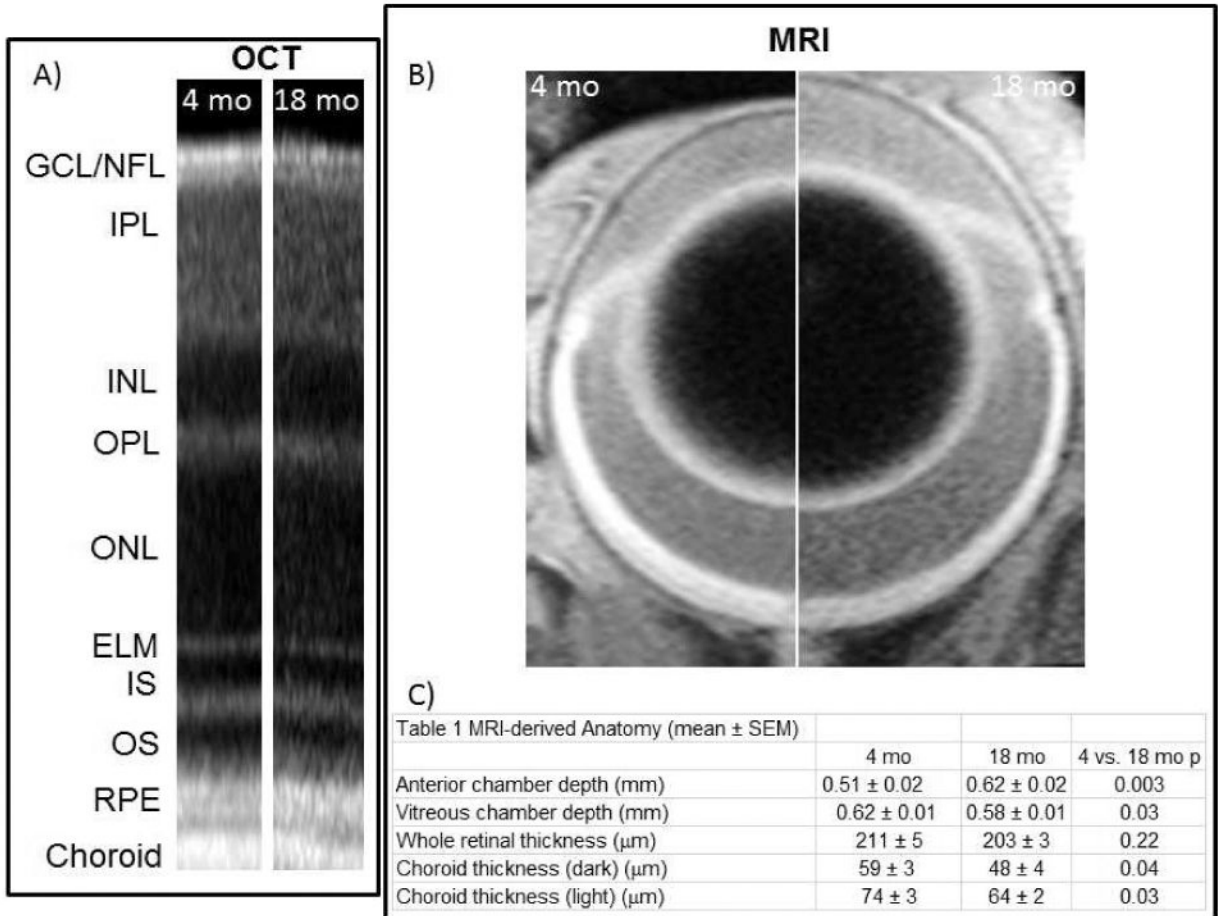 A)
OCT
4 mo 18 mo
GCL/NFL
IPL
INL
OPL
ONL
ELM
IS
OS
RPE
Choroid
MRI
B)
4 mo 18 mo
C)
Table 1 MRI-derived Anatomy (mean ± SEM)
4 mo 18 mo 4 vs. 18 mo p
Anterior chamber depth (mm) 0.51 ± 0.02 0.62 ± 0.02 0.003
Vitreous chamber depth (mm) 0.62 ± 0.01 0.58 ± 0.01 0.03
Whole retinal thickness (μm) 211 ± 5 203 ± 3 0.22
Choroid thickness (dark) (μm) 59 ± 3 48 ± 4 0.04
Choroid thickness (light) (μm) 74 ± 3 64 ± 2 0.03